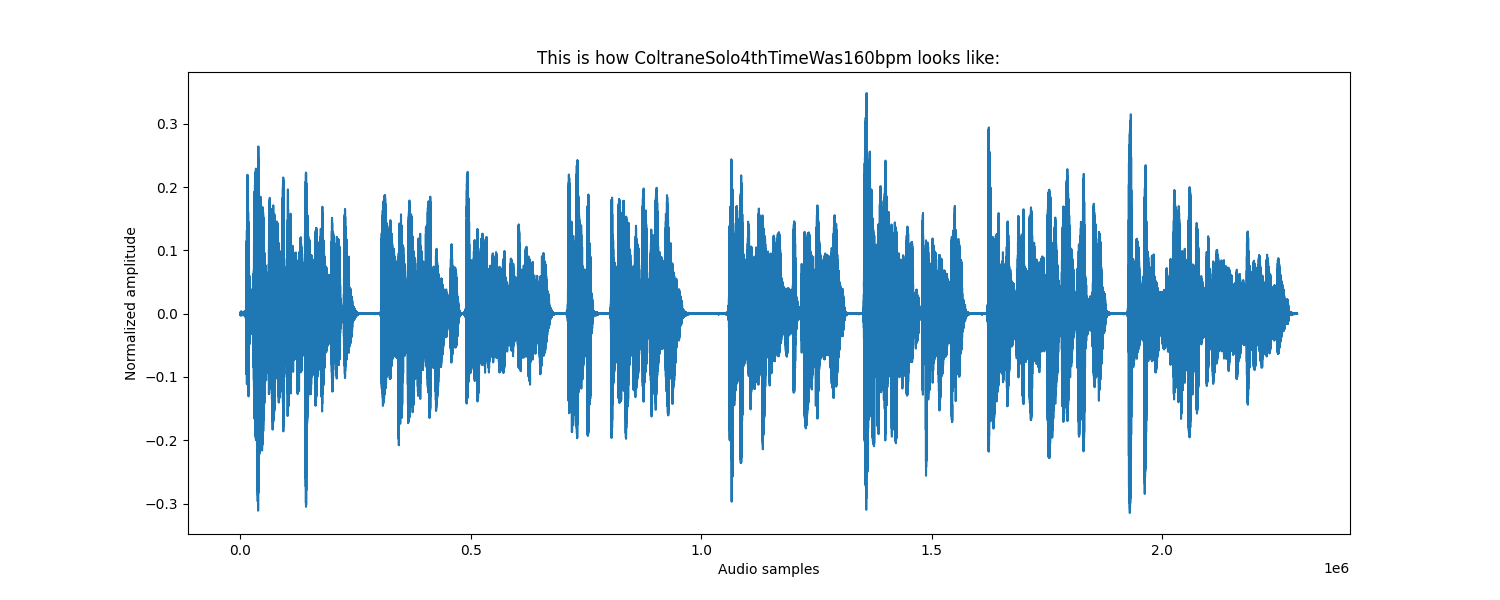 This is how ColtraneSolo4thTimeWas160bpm looks like:
Normalized amplitude
0.3
0.2
0.1
0.0
−0.1
−0.2
−0.3
0.0 0.5 1.0 1.5 2.0
Audio samples
1e6